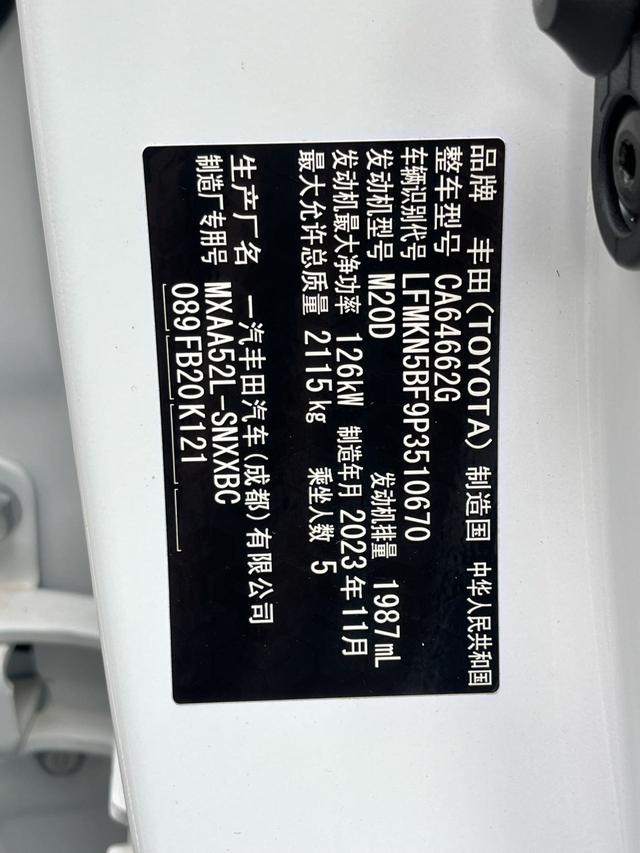 品牌 丰田(TOYOTA) 制造国 中华人民共和国
整车型号 CA64662G
车辆识别代号 LFMKN5BF9P3510670
发动机型号 M20D 发动机排量 1987mL
发动机最大净功率 126kW 制造年月 2023年11月
最大允许总质量 2115kg 乘坐人数 5
生产厂名 一汽丰田汽车(成都)有限公司
制造厂专用号 MXAA52L-SNXXBC
089FB20K121